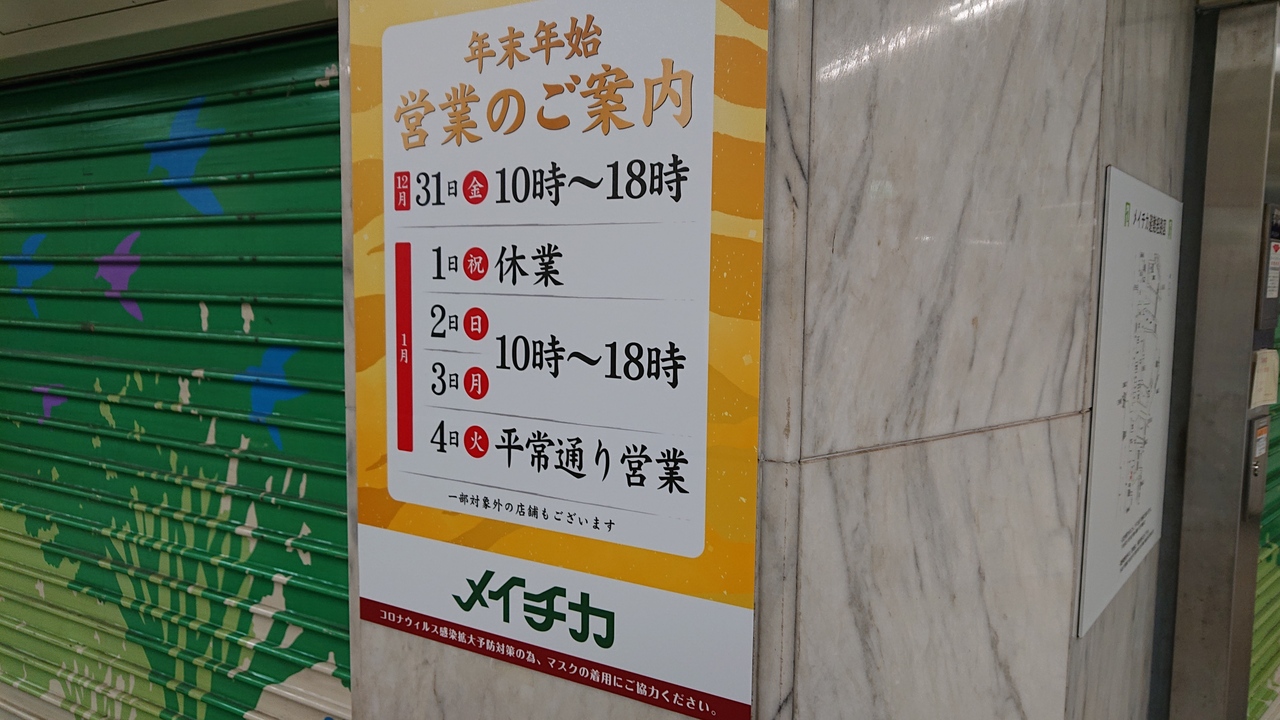 年末年始
営業のご案内
12月 31日 金 10時～18時
1月
1日 祝 休業
2日 日
10時～18時
3日 月
4日 火 平常通り営業
一部対象外の店舗もございます
メイチカ
コロナウィルス感染拡大予防対策の為、マスクの着用にご協力ください。
メイチカ